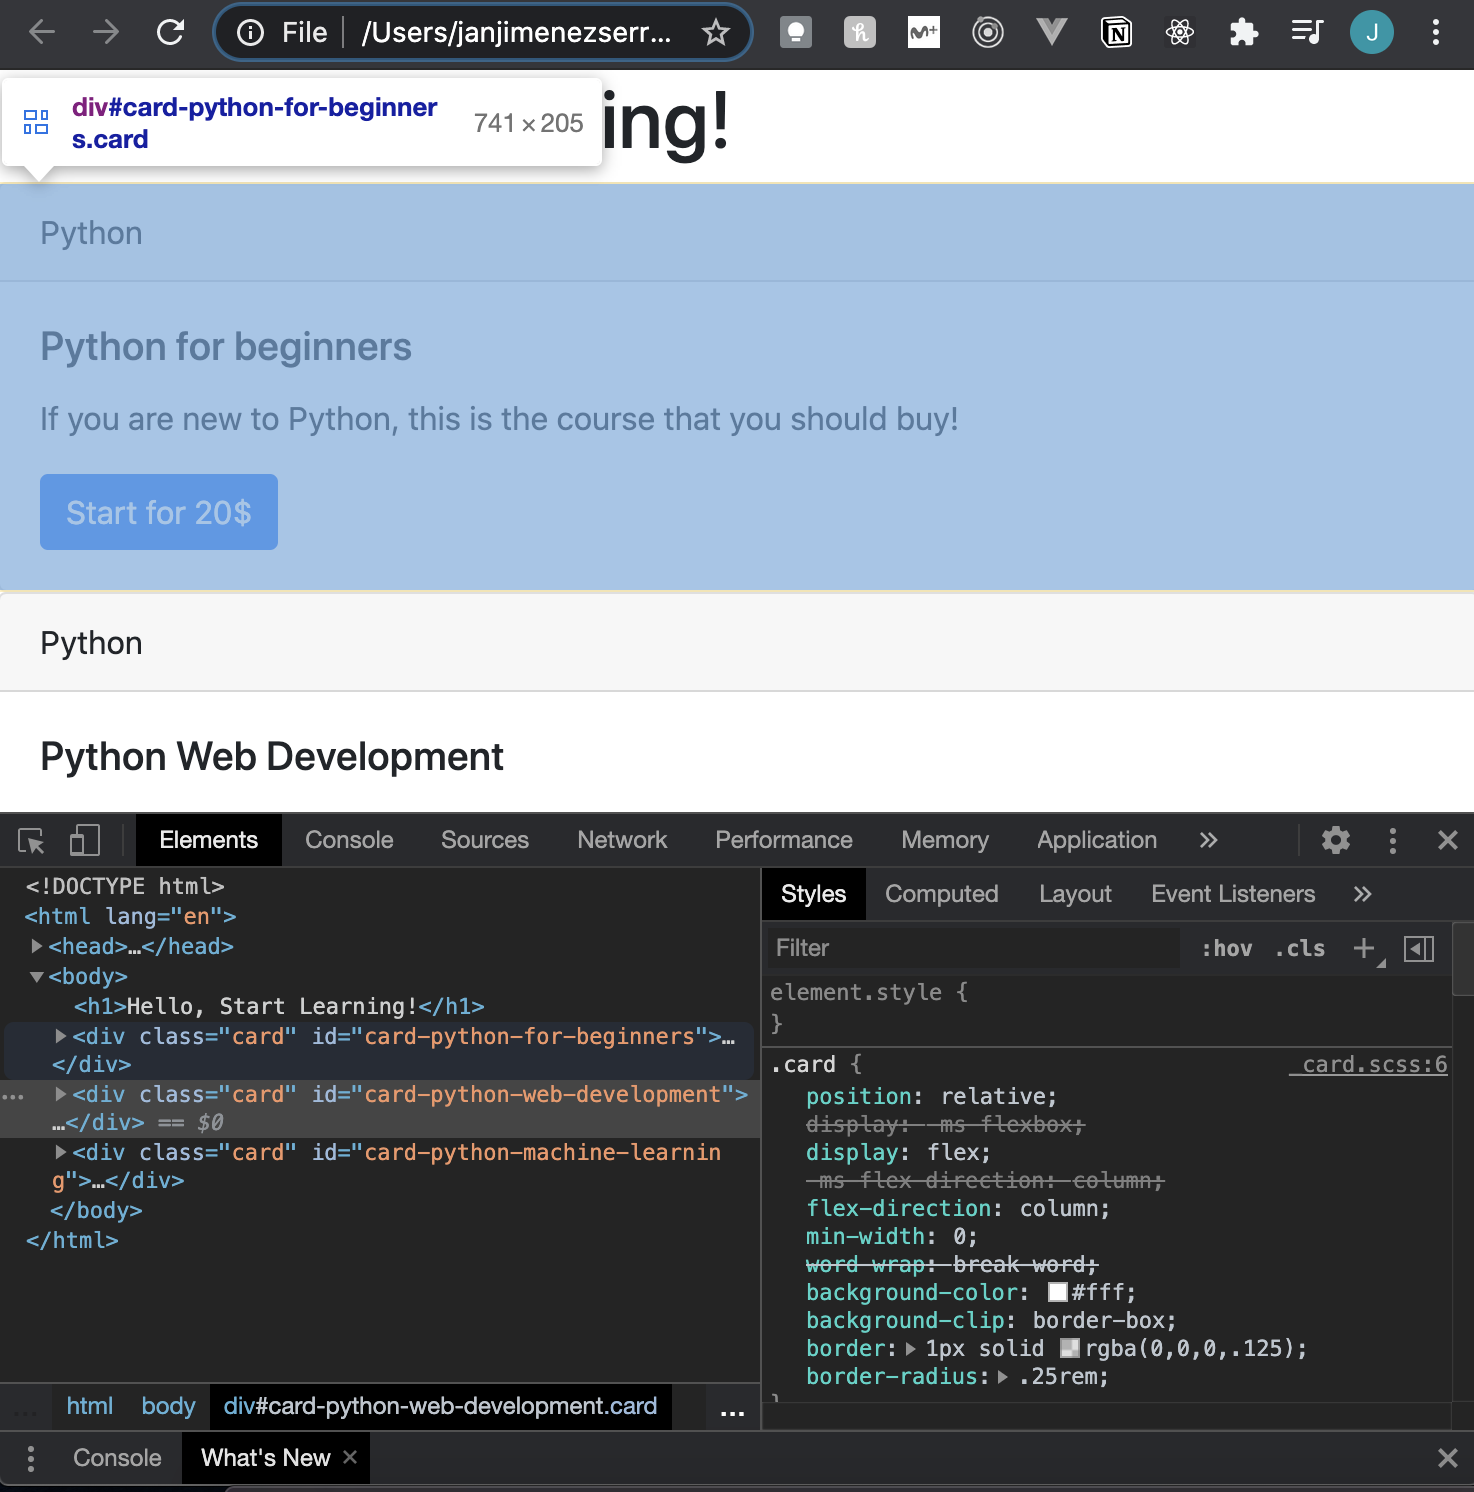 File /Users/janjimenezserr...
J
div#card-python-for-beginner
s.card
741 × 205
ing!
Python
Python for beginners
If you are new to Python, this is the course that you should buy!
Start for 20$
Python
Python Web Development
Elements Console Sources Network Performance Memory Application »
<!DOCTYPE html>
<html lang="en">
<head>…</head>
<body>
<h1>Hello, Start Learning!</h1>
<div class="card" id="card-python-for-beginners">…
</div>
<div class="card" id="card-python-web-development">
…</div> == $0
<div class="card" id="card-python-machine-learnin
g">…</div>
</body>
</html>
Styles Computed Layout Event Listeners »
Filter :hov .cls +
element.style {
}
.card { _card.scss:6
position: relative;
display: -ms-flexbox;
display: flex;
-ms-flex-direction: column;
flex-direction: column;
min-width: 0;
word-wrap: break-word;
background-color: #fff;
background-clip: border-box;
border: 1px solid rgba(0,0,0,.125);
border-radius: .25rem;
}
... html body div#card-python-web-development.card ...
Console What's New ×